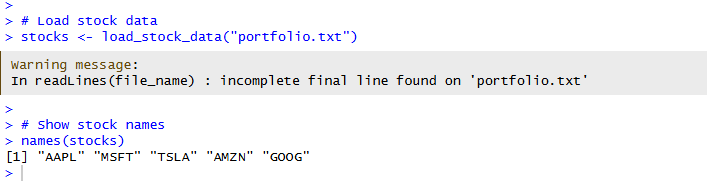 >
> # Load stock data
> stocks <- load_stock_data("portfolio.txt")
Warning message:
In readLines(file_name) : incomplete final line found on 'portfolio.txt'
>
> # Show stock names
> names(stocks)
[1] "AAPL" "MSFT" "TSLA" "AMZN" "GOOG"
>